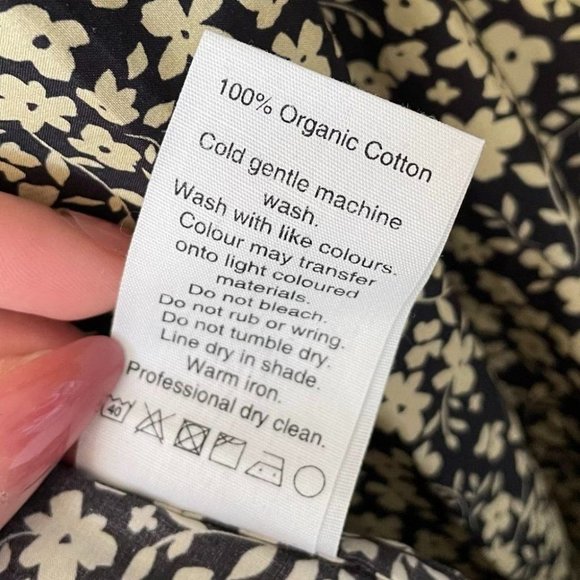 100% Organic Cotton
Cold gentle machine
wash.
Wash with like colours.
Colour may transfer
onto light coloured
materials.
Do not bleach.
Do not rub or wring.
Do not tumble dry.
Line dry in shade.
Warm iron.
Professional dry clean.
40